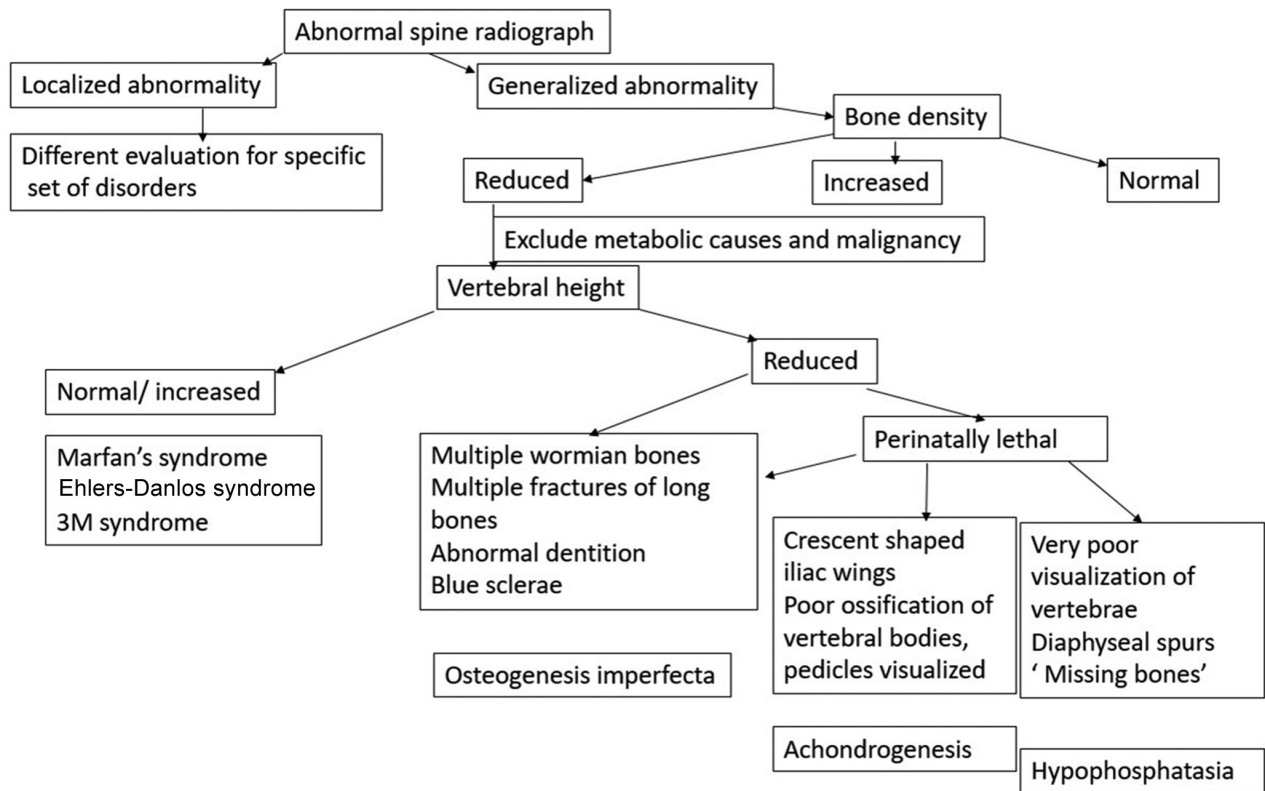 Abnormal spine radiograph
Localized abnormality
Generalized abnormality
Bone density
Different evaluation for specific
set of disorders
Reduced
Increased
Normal
Exclude metabolic causes and malignancy
Vertebral height
Reduced
Normal/ increased
Perinatally lethal
Marfan's syndrome
Ehlers-Danlos syndrome
3M syndrome
Multiple wormian bones
Multiple fractures of long
bones
Abnormal dentition
Blue sclerae
Crescent shaped
iliac wings
Poor ossification of
vertebral bodies,
pedicles visualized
Very poor
visualization of
vertebrae
Diaphyseal spurs
‘ Missing bones’
Osteogenesis imperfecta
Achondrogenesis
Hypophosphatasia